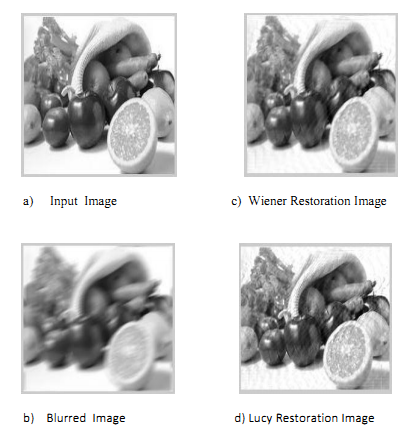 a) Input Image
c) Wiener Restoration Image
b) Blurred Image
d) Lucy Restoration Image